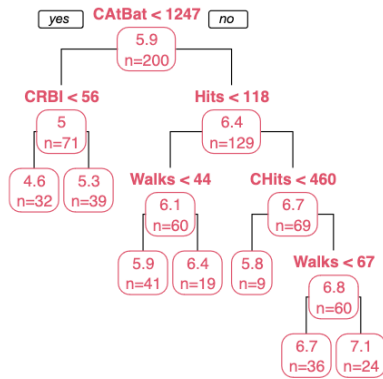 CAtBat < 1247
yes
no
5.9
n=200
CRBI < 56
Hits < 118
5
n=71
6.4
n=129
Walks < 44
CHits < 460
4.6
n=32
5.3
n=39
6.1
n=60
6.7
n=69
Walks < 67
5.9
n=41
6.4
n=19
5.8
n=9
6.8
n=60
6.7
n=36
7.1
n=24